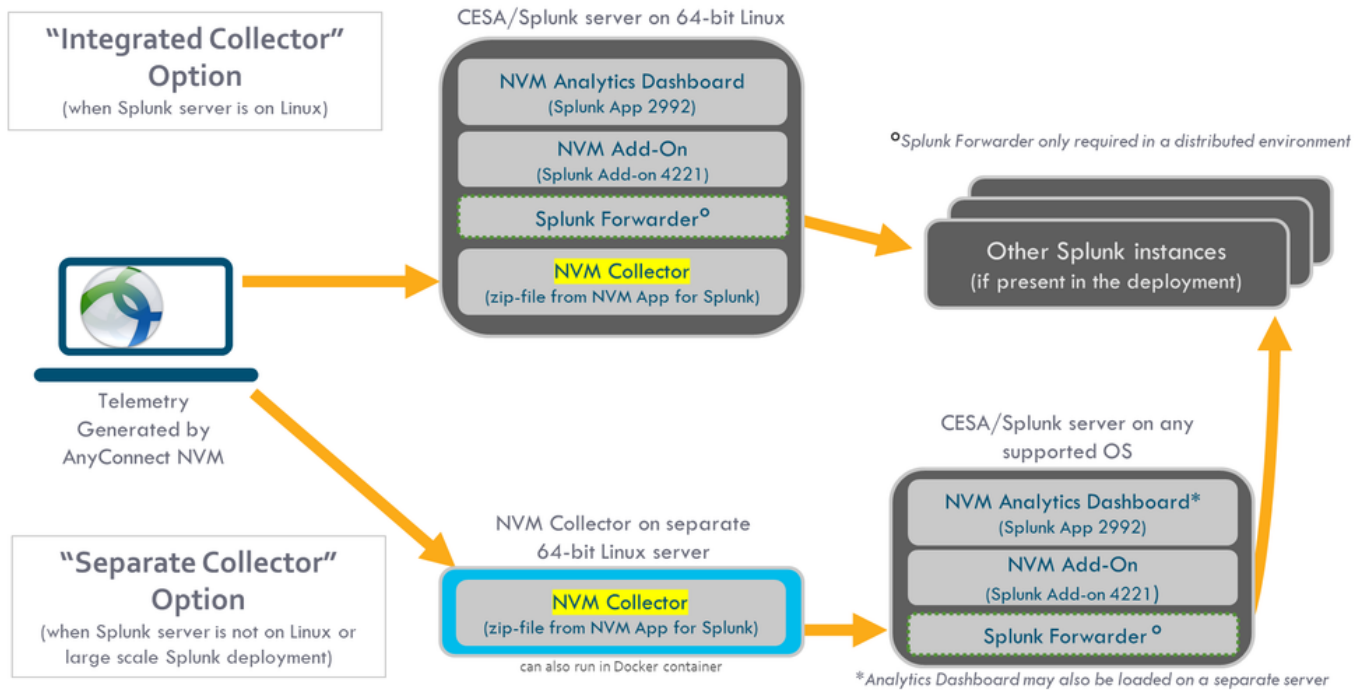 "Integrated Collector"
Option
(when Splunk server is on Linux)
CESA/Splunk server on 64-bit Linux
NVM Analytics Dashboard
(Splunk App 2992)
NVM Add-On
(Splunk Add-on 4221)
Splunk Forwarder°
NVM Collector
(zip-file from NVM App for Splunk)
°Splunk Forwarder only required in a distributed environment
Other Splunk instances
(if present in the deployment)
Telemetry
Generated by
AnyConnect NVM
"Separate Collector"
Option
(when Splunk server is not on Linux or
large scale Splunk deployment)
NVM Collector on separate
64-bit Linux server
NVM Collector
(zip-file from NVM App for Splunk)
can also run in Docker container
CESA/Splunk server on any
supported OS
NVM Analytics Dashboard*
(Splunk App 2992)
NVM Add-On
(Splunk Add-on 4221)
Splunk Forwarder°
*Analytics Dashboard may also be loaded on a separate server